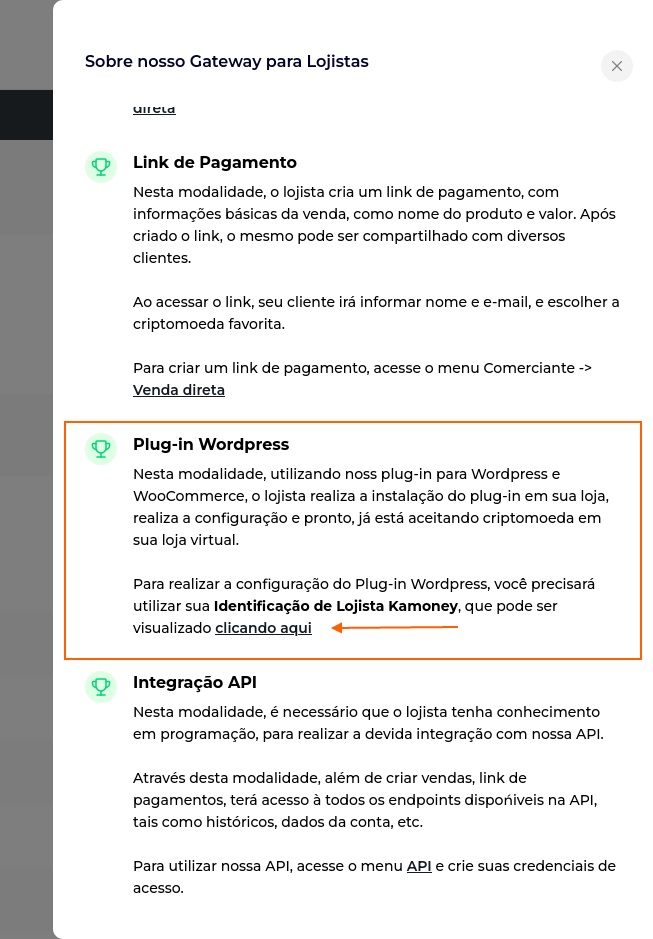 Sobre nosso Gateway para Lojistas
direta
Link de Pagamento
Nesta modalidade, o lojista cria um link de pagamento, com
informações básicas da venda, como nome do produto e valor. Após
criado o link, o mesmo pode ser compartilhado com diversos
clientes.
Ao acessar o link, seu cliente irá informar nome e e-mail, e escolher a
criptomoeda favorita.
Para criar um link de pagamento, acesse o menu Comerciante ->
Venda direta
Plug-in Wordpress
Nesta modalidade, utilizando noss plug-in para Wordpress e
WooCommerce, o lojista realiza a instalação do plug-in em sua loja,
realiza a configuração e pronto, já está aceitando criptomoeda em
sua loja virtual.
Para realizar a configuração do Plug-in Wordpress, você precisará
utilizar sua Identificação de Lojista Kamoney, que pode ser
visualizado clicando aqui
Integração API
Nesta modalidade, é necessário que o lojista tenha conhecimento
em programação, para realizar a devida integração com nossa API.
Através desta modalidade, além de criar vendas, link de
pagamentos, terá acesso à todos os endpoints dispońiveis na API,
tais como históricos, dados da conta, etc.
Para utilizar nossa API, acesse o menu API e crie suas credenciais de
acesso.